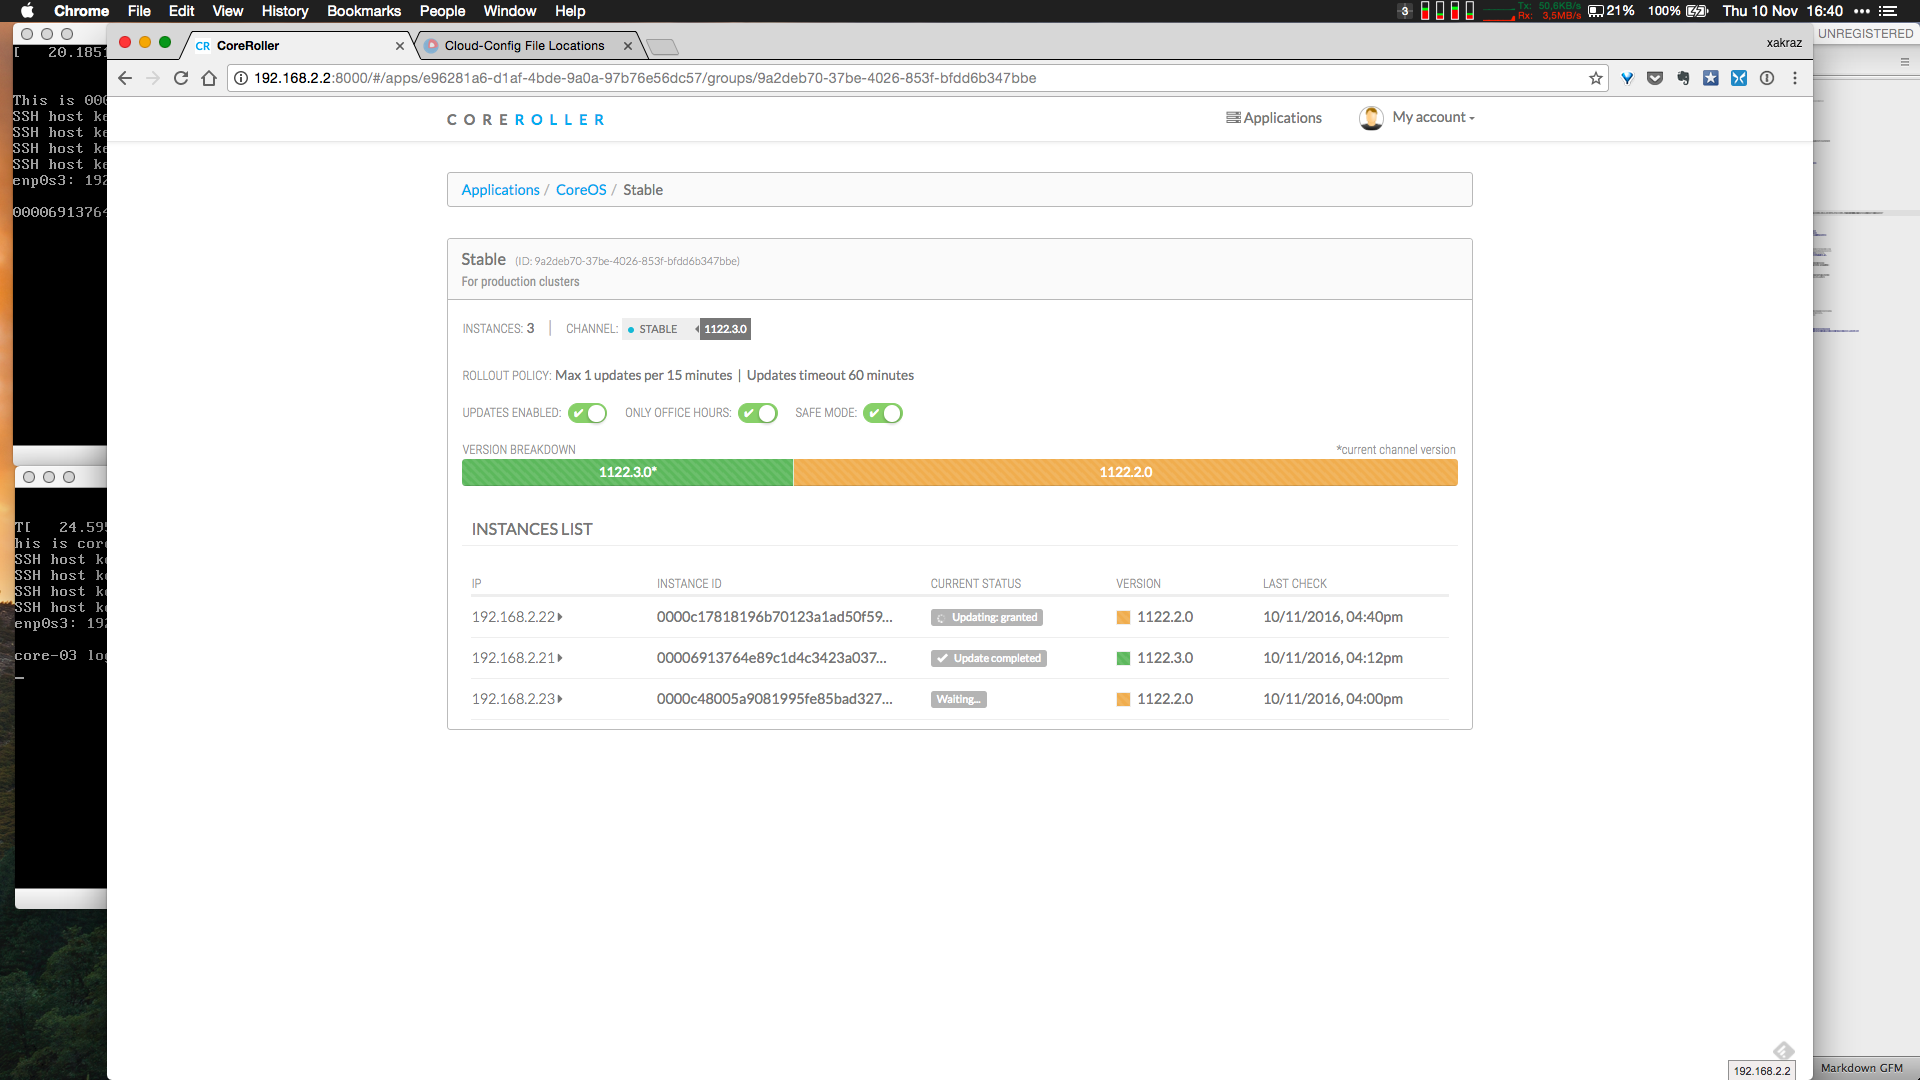 Chrome File Edit View History Bookmarks People Window Help
3 Tx: 50,6KB/s Rx: 3,5MB/s 21% 100% Thu 10 Nov 16:40
UNREGISTERED
CR CoreRoller
Cloud-Config File Locations
xakraz
192.168.2.2:8000/#/apps/e96281a6-d1af-4bde-9a0a-97b76e56dc57/groups/9a2deb70-37be-4026-853f-bfdd6b347bbe
[ 20.1851
This is 000
SSH host ke
SSH host ke
SSH host ke
SSH host ke
enp0s3: 192
00006913764
T[ 24.595
his is core
SSH host ke
SSH host ke
SSH host ke
SSH host ke
enp0s3: 192
core-03 log
COREROLLER
Applications
My account
Applications / CoreOS / Stable
Stable (ID: 9a2deb70-37be-4026-853f-bfdd6b347bbe)
For production clusters
INSTANCES: 3 | CHANNEL: STABLE 1122.3.0
ROLLOUT POLICY: Max 1 updates per 15 minutes | Updates timeout 60 minutes
UPDATES ENABLED: ONLY OFFICE HOURS: SAFE MODE:
VERSION BREAKDOWN *current channel version
1122.3.0* 1122.2.0
INSTANCES LIST
IP INSTANCE ID CURRENT STATUS VERSION LAST CHECK
192.168.2.22 0000c17818196b70123a1ad50f59... Updating: granted 1122.2.0 10/11/2016, 04:40pm
192.168.2.21 00006913764e89c1d4c3423a037... Update completed 1122.3.0 10/11/2016, 04:12pm
192.168.2.23 0000c48005a9081995fe85bad327... Waiting... 1122.2.0 10/11/2016, 04:00pm
192.168.2.2
Markdown GFM